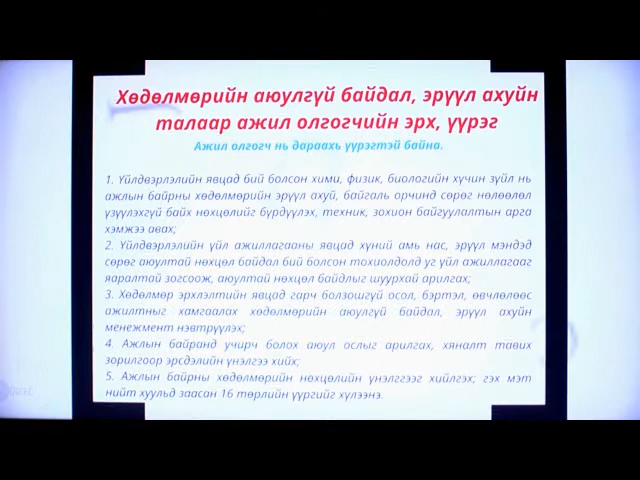 Хөдөлмөрийн аюулгүй байдал, эрүүл ахуйн
талаар ажил олгогчийн эрх, үүрэг
Ажил олгогч нь дараахь үүрэгтэй байна.
1. Үйлдвэрлэлийн явцад бий болсон хими, физик, биологийн хүчин зүйл нь
ажлын байрны хөдөлмөрийн эрүүл ахуй, байгаль орчинд сөрөг нөлөөлөл
үзүүлэхгүй байх нөхцөлийг бүрдүүлэх, техник, зохион байгуулалтын арга
хэмжээ авах;
2. Үйлдвэрлэлийн үйл ажиллагааны явцад хүний амь нас, эрүүл мэндэд
сөрөг аюултай нөхцөл байдал бий болсон тохиолдолд уг үйл ажиллагааг
яаралтай зогсоож, аюултай нөхцөл байдлыг шуурхай арилгах;
3. Хөдөлмөр эрхлэлтийн явцад гарч болзошгүй осол, бэртэл, өвчлөлөөс
ажилтныг хамгаалах хөдөлмөрийн аюулгүй байдал, эрүүл ахуйн
менежмент нэвтрүүлэх;
4. Ажлын байранд учирч болох аюул ослыг арилгах, хяналт тавих
зорилгоор эрсдэлийн үнэлгээ хийх;
5. Ажлын байрны хөдөлмөрийн нөхцөлийн үнэлгээг хийлгэх; гэх мэт
нийт хуульд заасан 16 төрлийн үүргийг хүлээнэ.